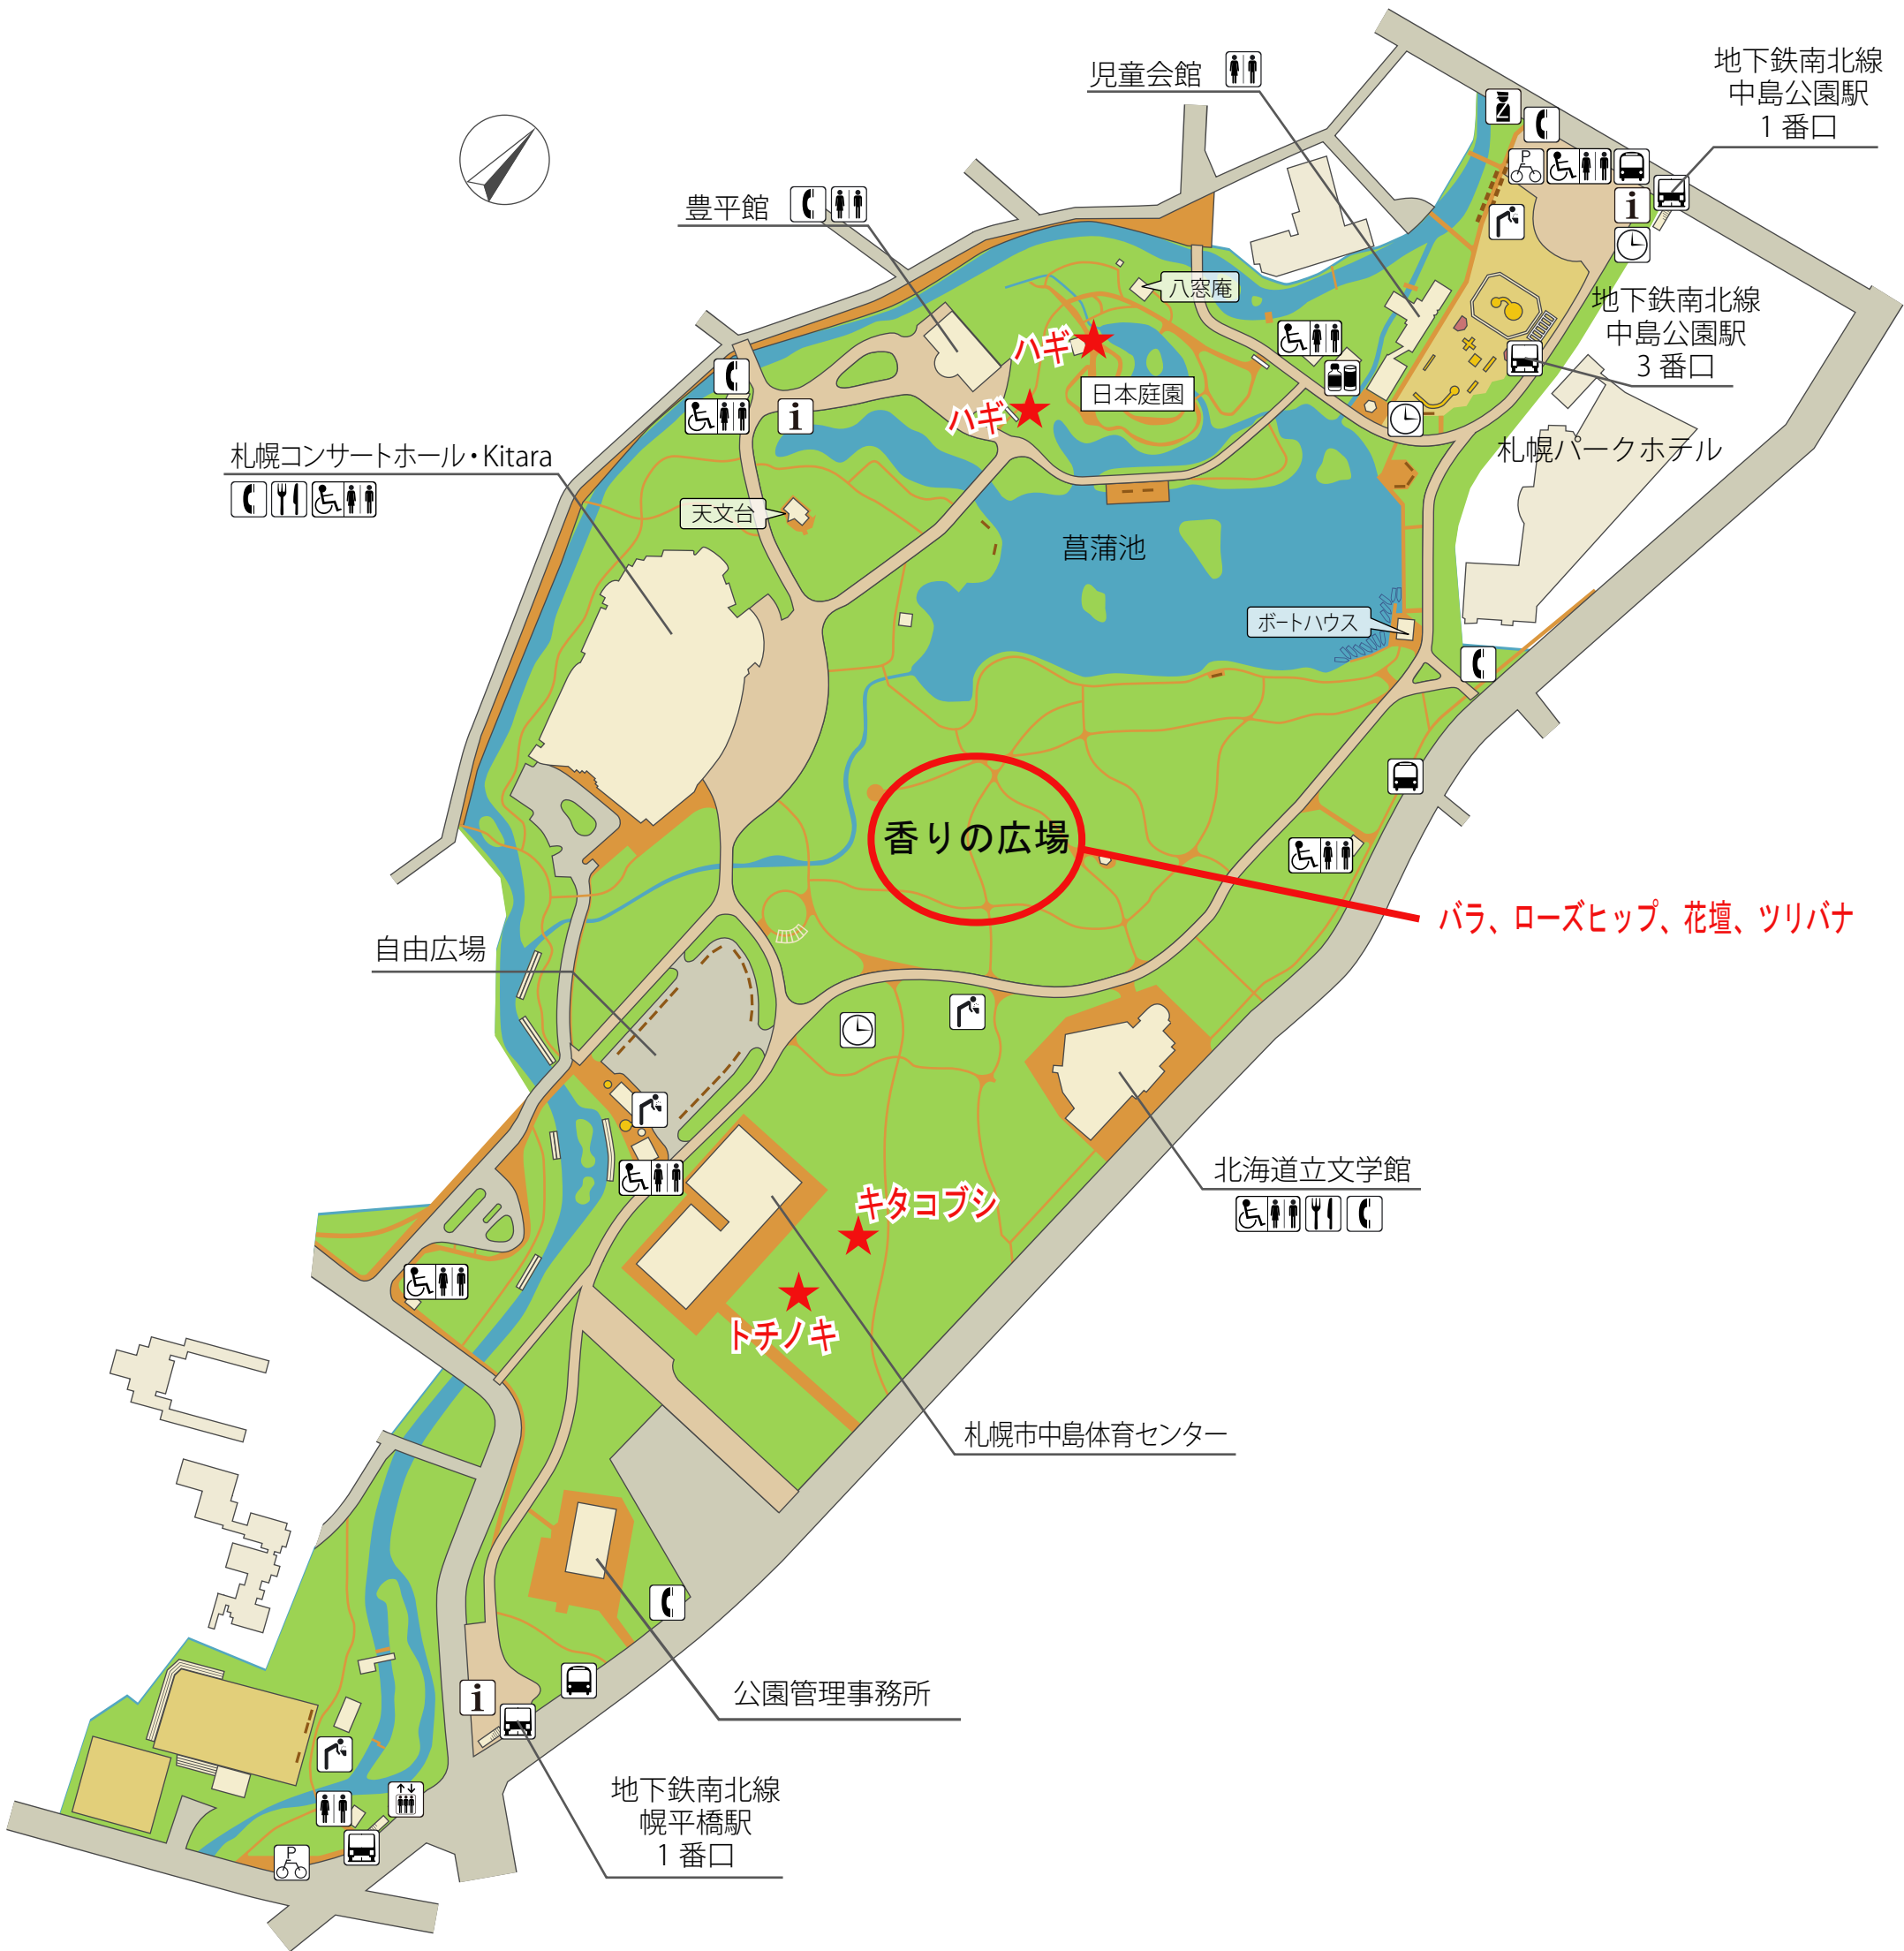 児童会館
地下鉄南北線
中島公園駅
1 番口
豊平館
八窓庵
地下鉄南北線
中島公園駅
3 番口
ハギ
日本庭園
ハギ
札幌コンサートホール・Kitara
札幌パークホテル
天文台
菖蒲池
ボートハウス
香りの広場
バラ、ローズヒップ、花壇、ツリバナ
自由広場
北海道立文学館
キタコブシ
トチノキ
札幌市中島体育センター
公園管理事務所
地下鉄南北線
幌平橋駅
1 番口
P
P
i
i
i